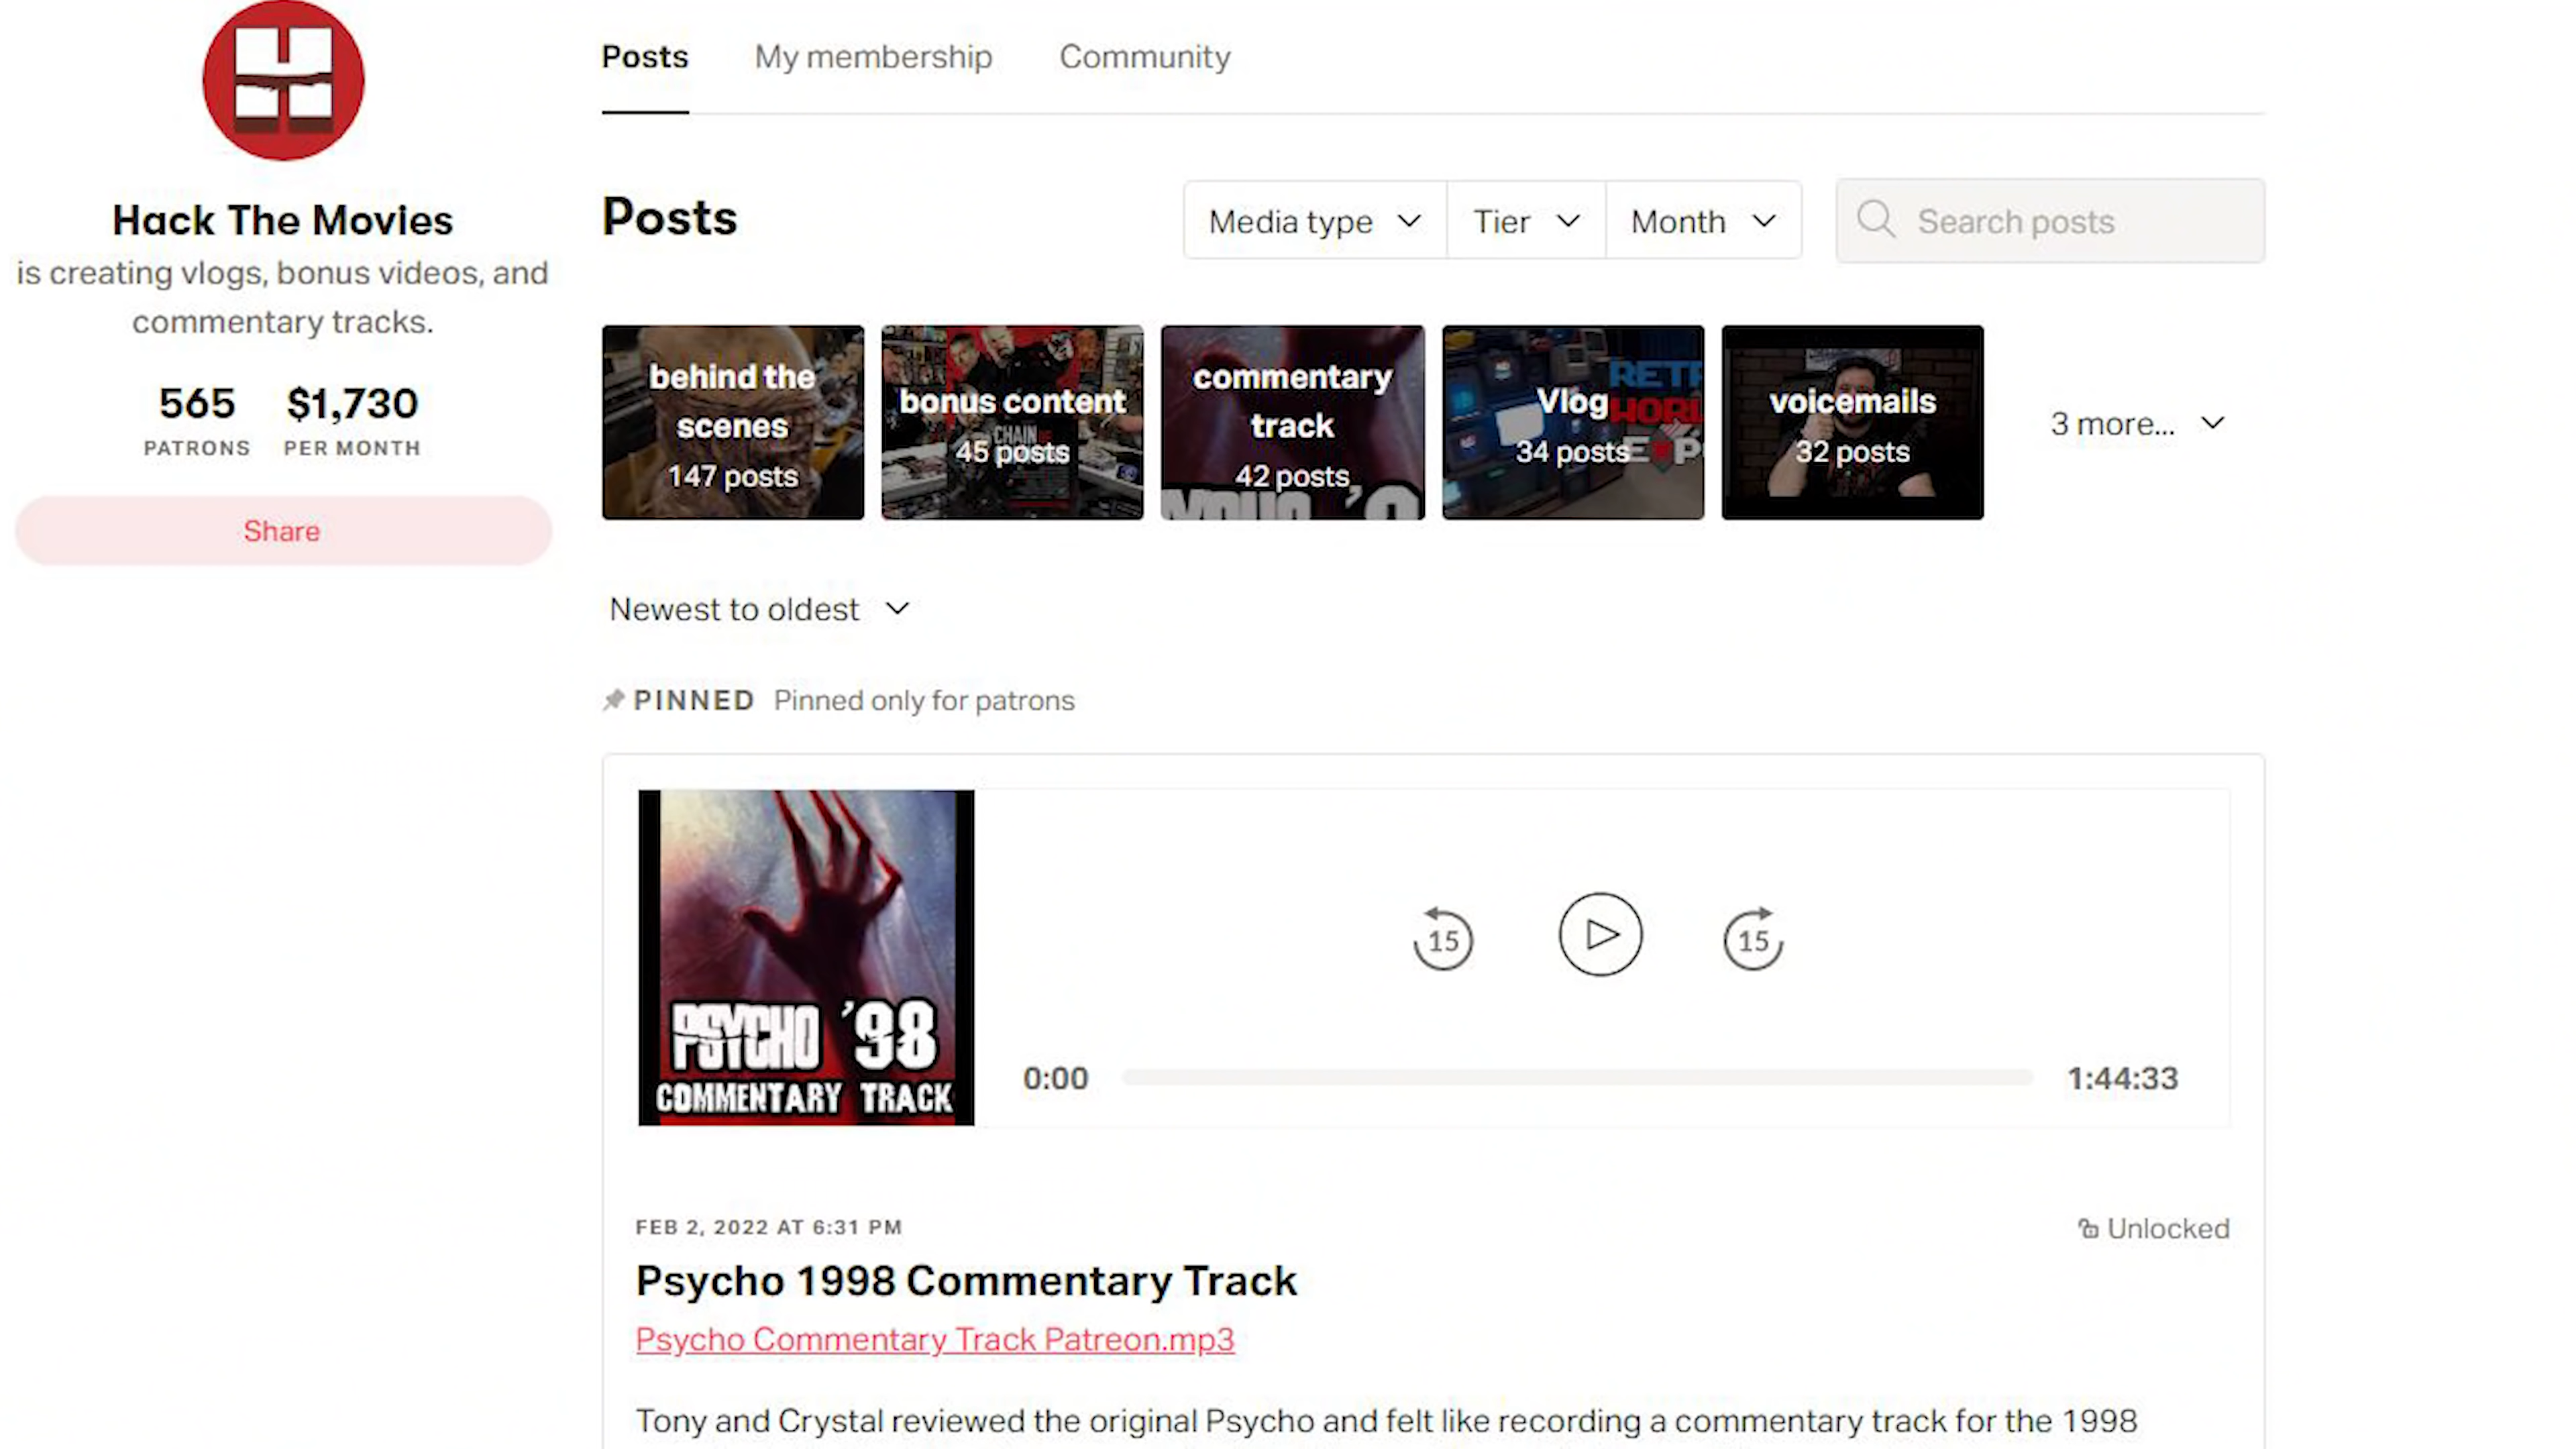 Posts
My membership
Community
Hack The Movies
is creating vlogs, bonus videos, and
commentary tracks.
565
PATRONS
$1,730
PER MONTH
Share
Posts
Media type
Tier
Month
Search posts
behind the
scenes
147 posts
bonus content
45 posts
CHAIN
commentary
track
42 posts
Vlog
34 posts
voicemails
32 posts
3 more...
Newest to oldest
PINNED Pinned only for patrons
PSYCHO '98
COMMENTARY TRACK
15
15
0:00
1:44:33
FEB 2, 2022 AT 6:31 PM
Unlocked
Psycho 1998 Commentary Track
Psycho Commentary Track Patreon.mp3
Tony and Crystal reviewed the original Psycho and felt like recording a commentary track for the 1998